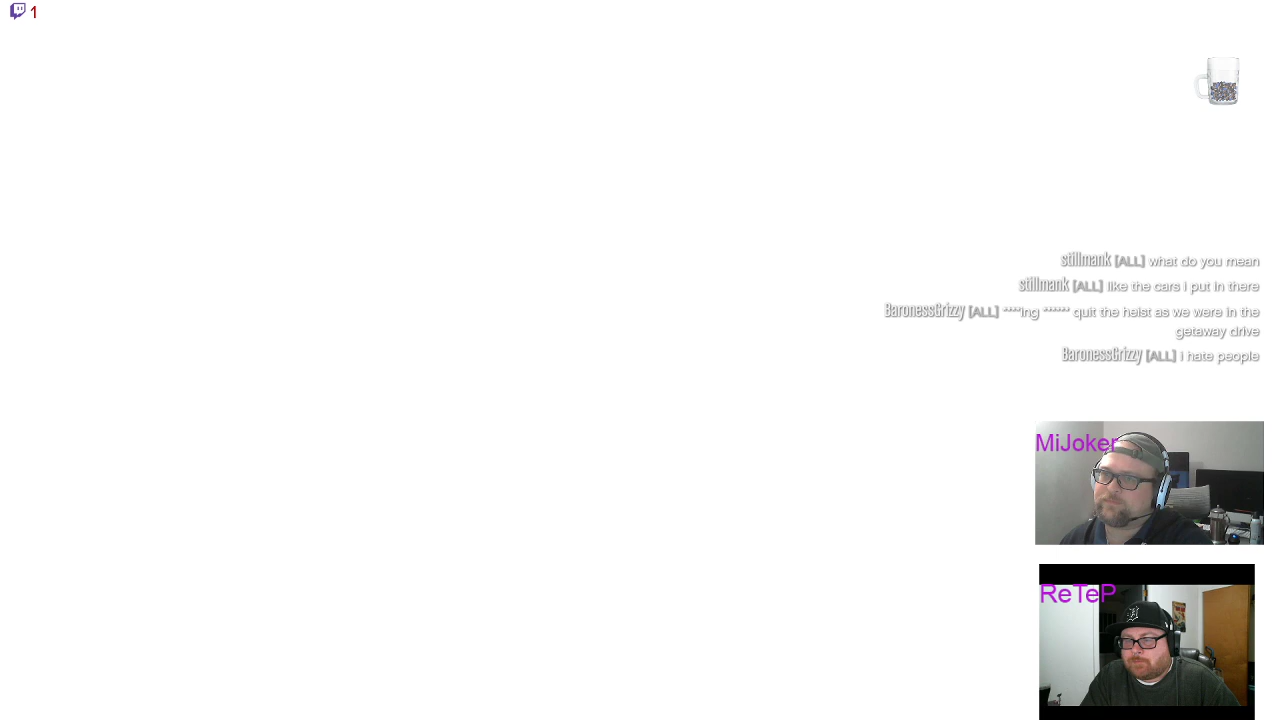 1
stillmank [ALL] what do you mean
stillmank [ALL] like the cars i put in there
BaronessGrizzy [ALL] ****ing ****** quit the heist as we were in the
getaway drive
BaronessGrizzy [ALL] i hate people
MiJoker
ReTeP